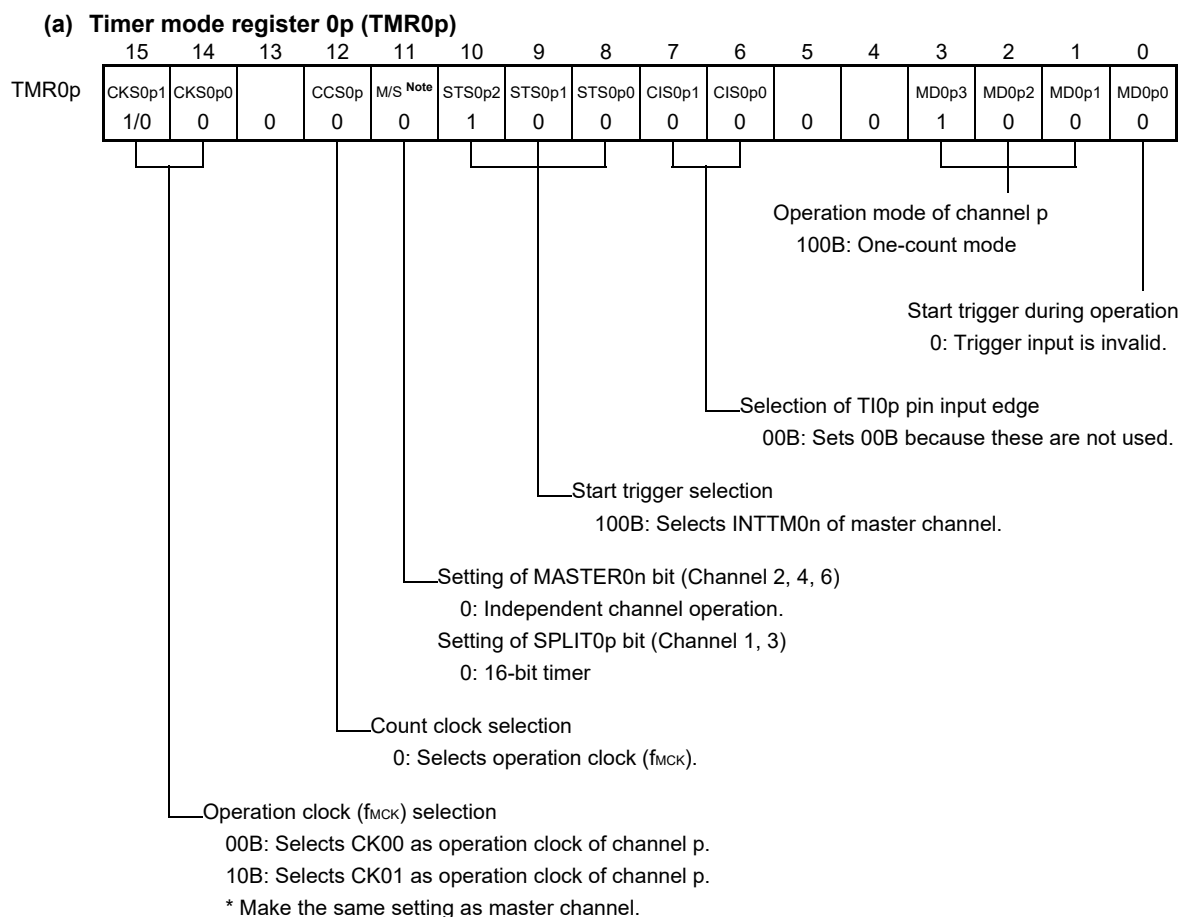 (a) Timer mode register 0p (TMR0p)
15 14 13 12 11 10 9 8 7 6 5 4 3 2 1 0
TMR0p CKS0p1 CKS0p0 CCS0p M/S Note STS0p2 STS0p1 STS0p0 CIS0p1 CIS0p0 MD0p3 MD0p2 MD0p1 MD0p0
1/0 0 0 0 0 1 0 0 0 0 0 0 1 0 0 0
Operation mode of channel p
100B: One-count mode
Start trigger during operation
0: Trigger input is invalid.
Selection of TI0p pin input edge
00B: Sets 00B because these are not used.
Start trigger selection
100B: Selects INTTM0n of master channel.
Setting of MASTER0n bit (Channel 2, 4, 6)
0: Independent channel operation.
Setting of SPLIT0p bit (Channel 1, 3)
0: 16-bit timer
Count clock selection
0: Selects operation clock (fMCK).
Operation clock (fMCK) selection
00B: Selects CK00 as operation clock of channel p.
10B: Selects CK01 as operation clock of channel p.
* Make the same setting as master channel.